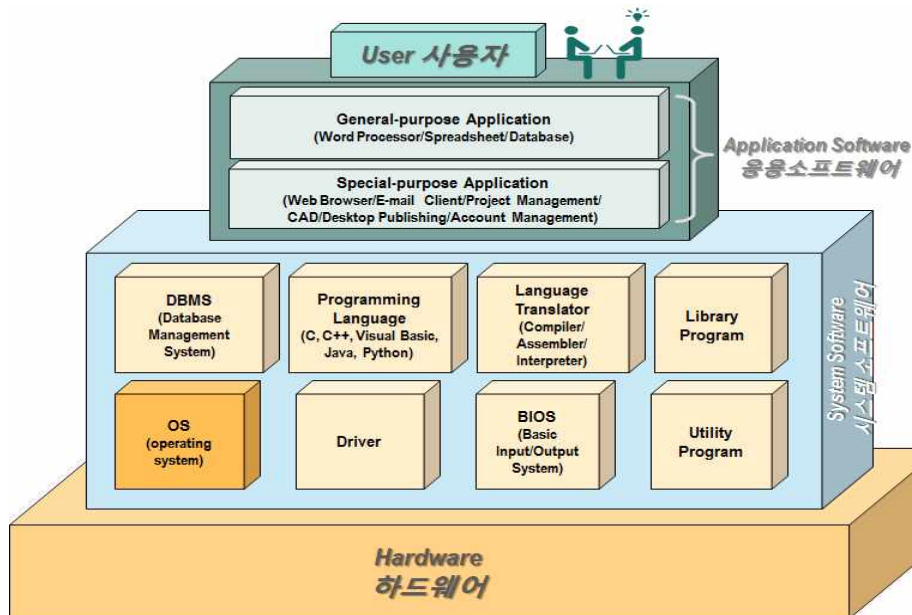 User 사용자
General-purpose Application
(Word Processor/Spreadsheet/Database)
Application Software
응용소프트웨어
Special-purpose Application
(Web Browser/E-mail Client/Project Management/
CAD/Desktop Publishing/Account Management)
DBMS
(Database
Management
System)
Programming
Language
(C, C++, Visual Basic,
Java, Python)
Language
Translator
(Compiler/
Assembler/
Interpreter)
Library
Program
System Software
시스템 소프트웨어
OS
(operating
system)
Driver
BIOS
(Basic
Input/Output
System)
Utility
Program
Hardware
하드웨어